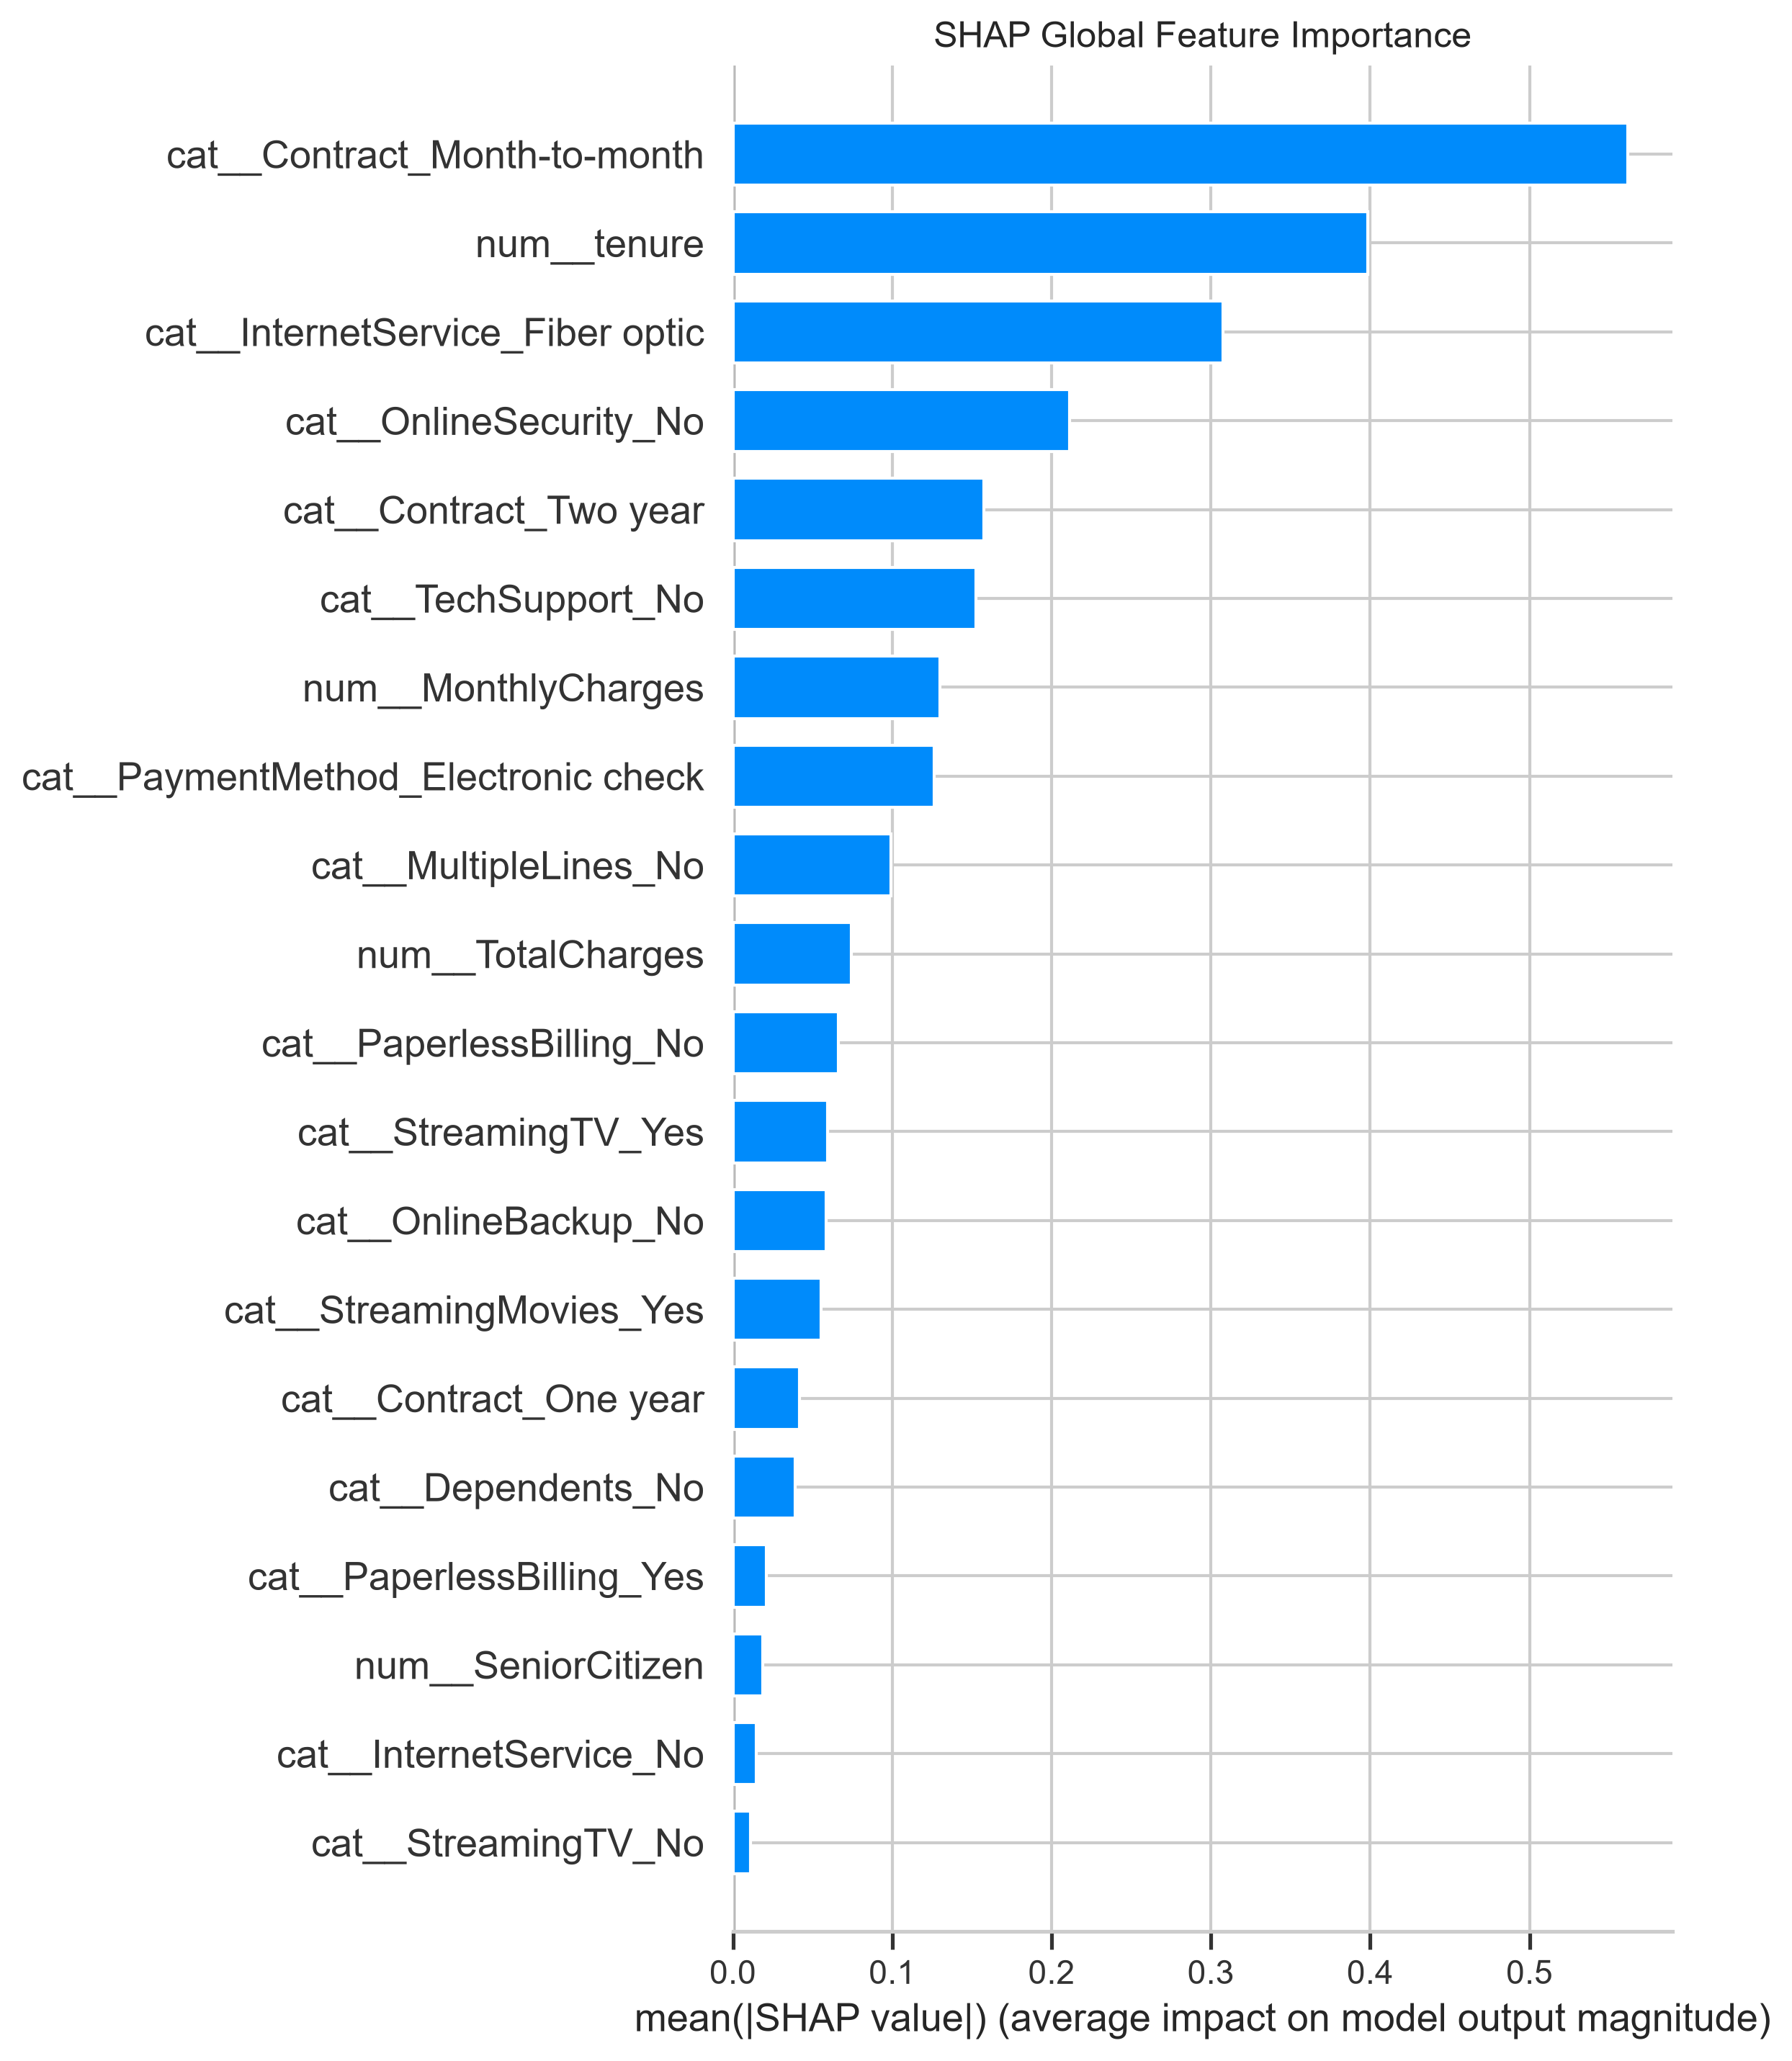 SHAP Global Feature Importance
cat__Contract_Month-to-month
num__tenure
cat__InternetService_Fiber optic
cat__OnlineSecurity_No
cat__Contract_Two year
cat__TechSupport_No
num__MonthlyCharges
cat__PaymentMethod_Electronic check
cat__MultipleLines_No
num__TotalCharges
cat__PaperlessBilling_No
cat__StreamingTV_Yes
cat__OnlineBackup_No
cat__StreamingMovies_Yes
cat__Contract_One year
cat__Dependents_No
cat__PaperlessBilling_Yes
num__SeniorCitizen
cat__InternetService_No
cat__StreamingTV_No
0.0 0.1 0.2 0.3 0.4 0.5
mean(|SHAP value|) (average impact on model output magnitude)